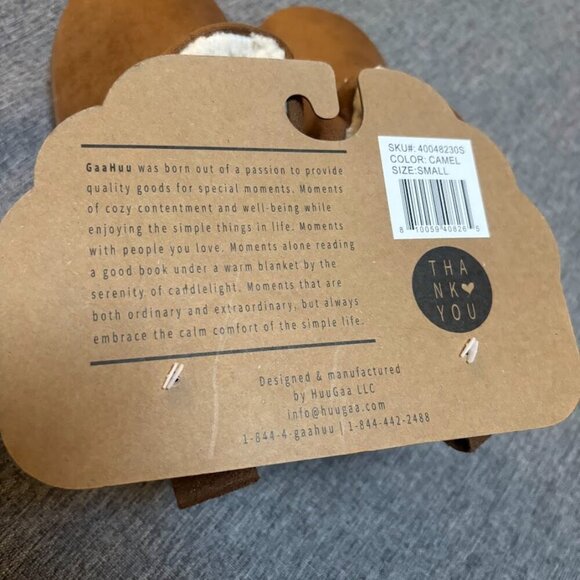 GaaHuu was born out of a passion to provide
quality goods for special moments. Moments
of cozy contentment and well-being while
enjoying the simple things in life. Moments
with people you love. Moments alone reading
a good book under a warm blanket by the
serenity of candlelight. Moments that are
both ordinary and extraordinary, but always
embrace the calm comfort of the simple life.
SKU#: 40048230S
COLOR: CAMEL
SIZE:SMALL
8 10059 40826 5
THA
NK♥
YOU
Designed & manufactured
by HuuGaa LLC
info@huugaa.com
1-844-4-gaahuu | 1-844-442-2488